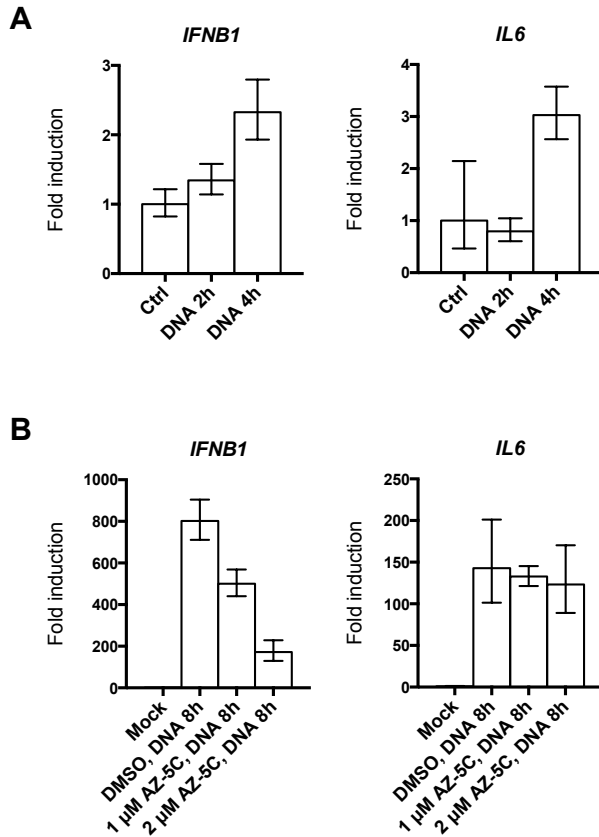 A
IFNB1
IL6
Fold induction
3
2
1
0
Ctrl
DNA 2h
DNA 4h
Fold induction
4
3
2
1
0
Ctrl
DNA 2h
DNA 4h
B
IFNB1
IL6
Fold induction
1000
800
600
400
200
0
Mock
DMSO, DNA 8h
1 µM AZ-5C, DNA 8h
2 µM AZ-5C, DNA 8h
Fold induction
250
200
150
100
50
0
Mock
DMSO, DNA 8h
1 µM AZ-5C, DNA 8h
2 µM AZ-5C, DNA 8h